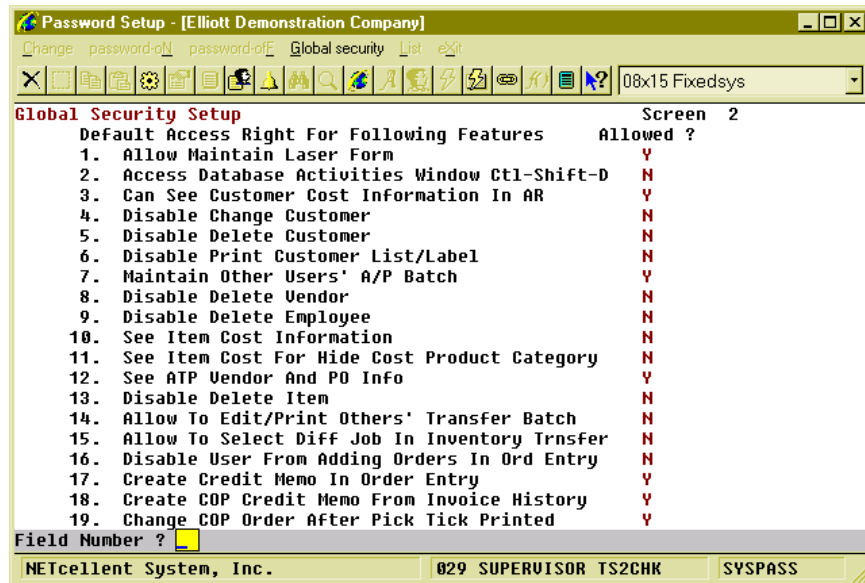 Password Setup - [Elliott Demonstration Company]
Change password-oN password-ofF Global security List eXit
08x15 Fixedsys
Global Security Setup Screen 2
Default Access Right For Following Features Allowed ?
1. Allow Maintain Laser Form Y
2. Access Database Activities Window Ctl-Shift-D N
3. Can See Customer Cost Information In AR Y
4. Disable Change Customer N
5. Disable Delete Customer N
6. Disable Print Customer List/Label N
7. Maintain Other Users' A/P Batch Y
8. Disable Delete Vendor N
9. Disable Delete Employee N
10. See Item Cost Information N
11. See Item Cost For Hide Cost Product Category N
12. See ATP Vendor And PO Info Y
13. Disable Delete Item N
14. Allow To Edit/Print Others' Transfer Batch N
15. Allow To Select Diff Job In Inventory Trnsfer N
16. Disable User From Adding Orders In Ord Entry N
17. Create Credit Memo In Order Entry Y
18. Create COP Credit Memo From Invoice History Y
19. Change COP Order After Pick Tick Printed Y
Field Number ?
NETcellent System, Inc. 029 SUPERVISOR TS2CHK SYSPASS